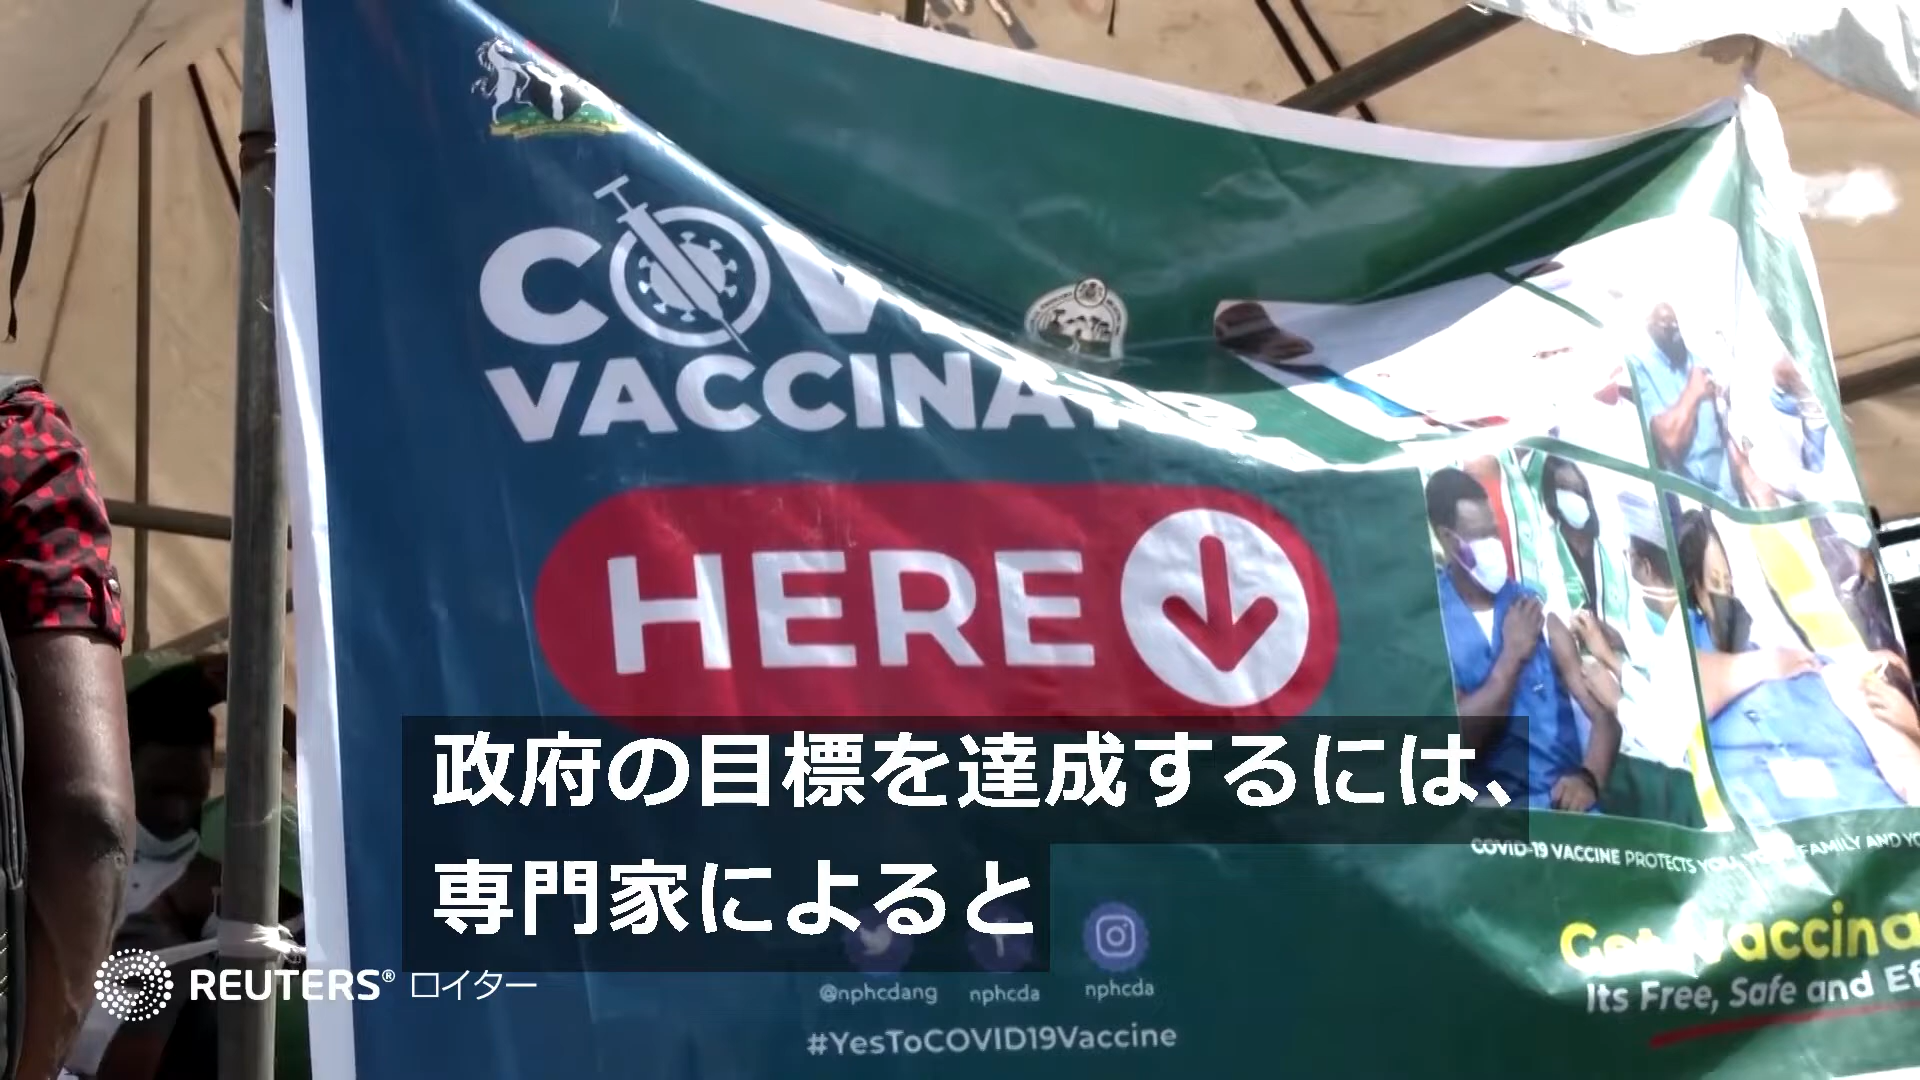 VACCINA
HERE
政府の目標を達成するには、
専門家によると
COVID-19 VACCINE PROTECTS FAMILY AND
Its Free, Safe and
REUTERS® ロイター
@nphcdang nphcda nphcda
#YesToCOVID19Vaccine